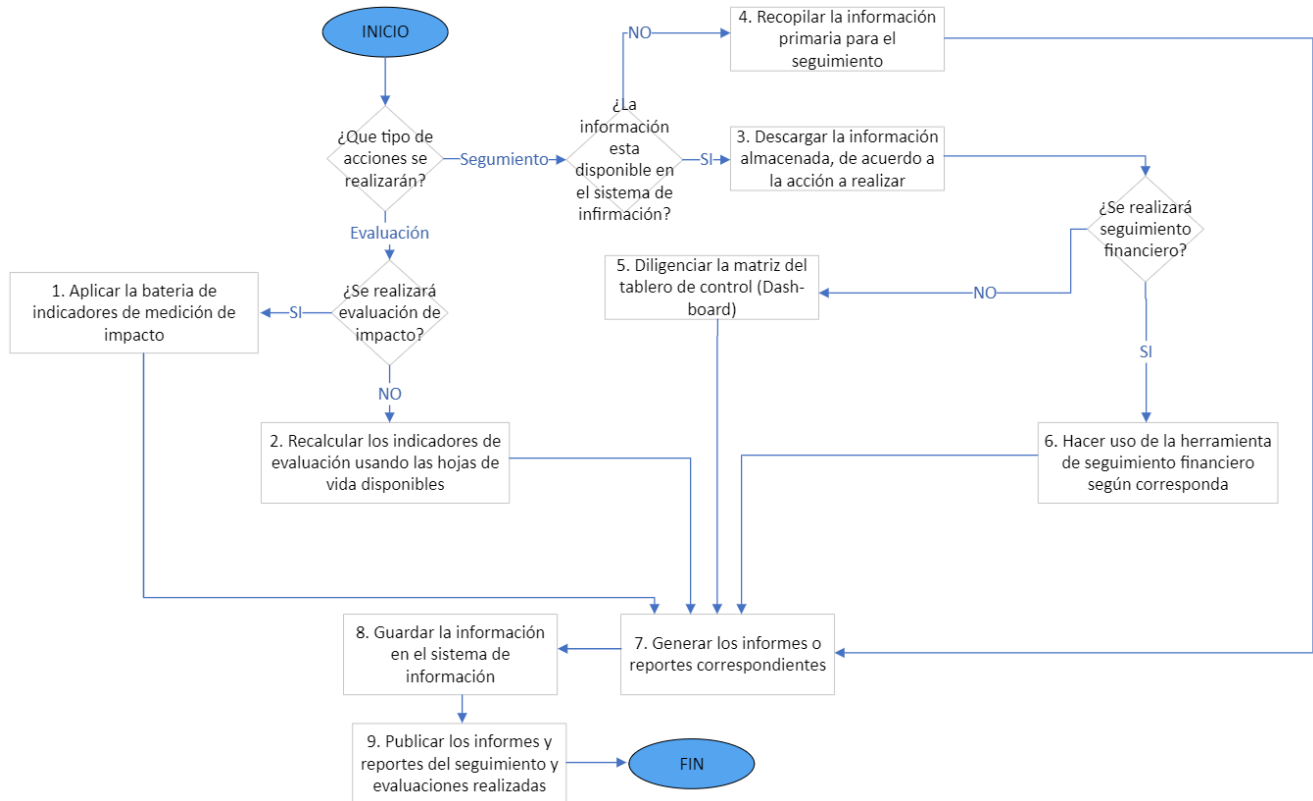 INICIO
¿Que tipo de
acciones se
realizarán?
Segumiento
¿La
información
esta
disponible en
el sistema de
infirmación?
NO
4. Recopilar la información
primaria para el
seguimiento
SI
3. Descargar la información
almacenada, de acuerdo a
la acción a realizar
¿Se realizará
seguimiento
financiero?
NO
5. Diligenciar la matriz del
tablero de control (Dash-
board)
SI
6. Hacer uso de la herramienta
de seguimiento financiero
según corresponda
Evaluación
¿Se realizará
evaluación de
impacto?
SI
1. Aplicar la bateria de
indicadores de medición de
impacto
NO
2. Recalcular los indicadores de
evaluación usando las hojas de
vida disponibles
7. Generar los informes o
reportes correspondientes
8. Guardar la información
en el sistema de
información
9. Publicar los informes y
reportes del seguimiento y
evaluaciones realizadas
FIN